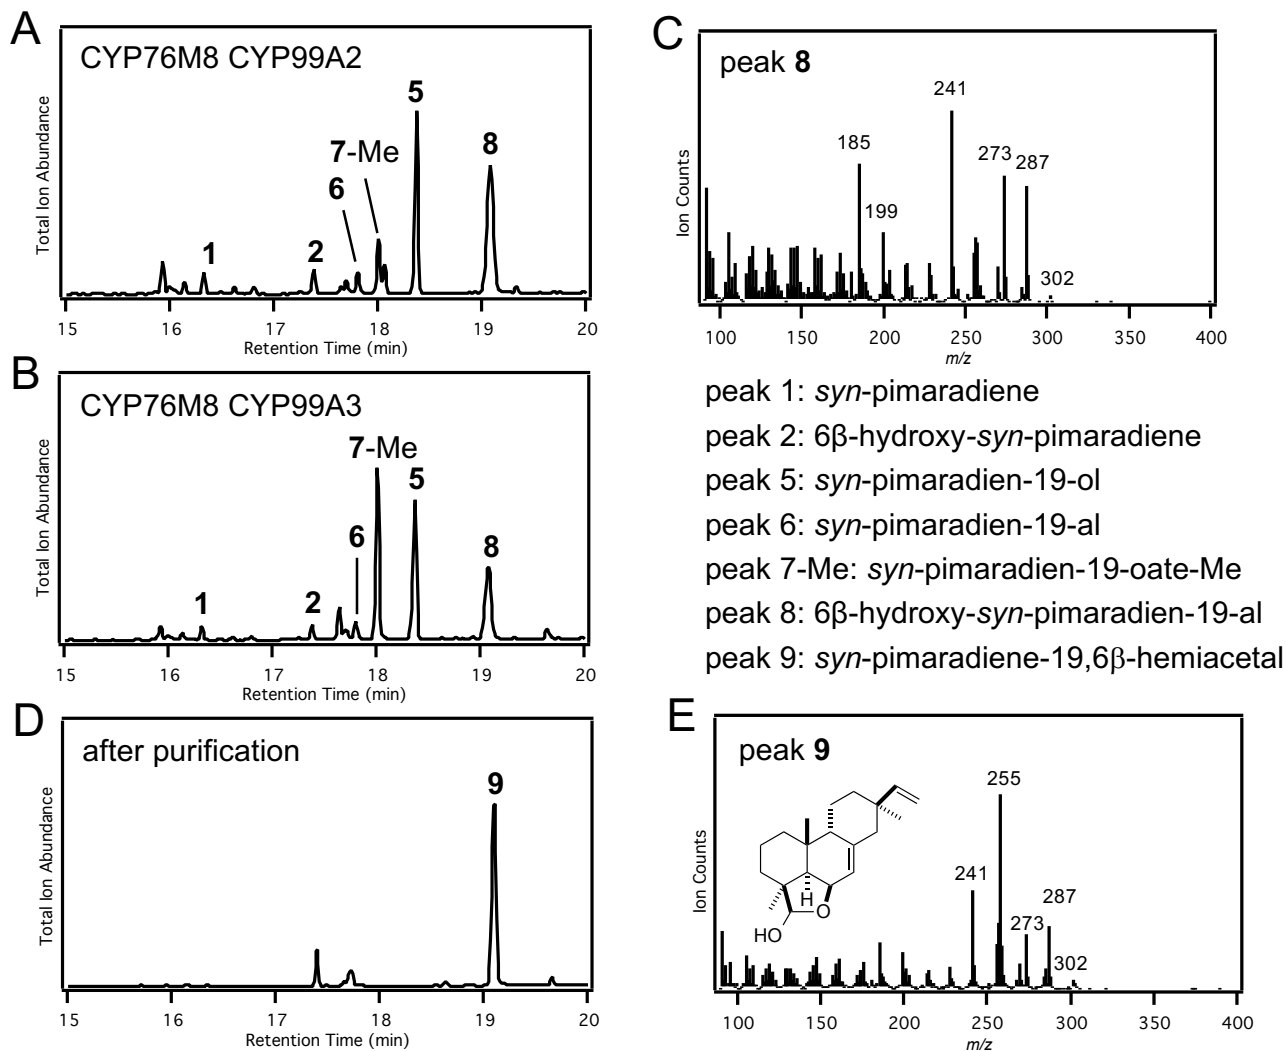 A
CYP76M8 CYP99A2
Total Ion Abundance
1
2
6
7-Me
5
8
15 16 17 18 19 20
Retention Time (min)
B
CYP76M8 CYP99A3
Total Ion Abundance
1
2
6
7-Me
5
8
15 16 17 18 19 20
Retention Time (min)
D
after purification
Total Ion Abundance
9
15 16 17 18 19 20
Retention Time (min)
C
peak 8
Ion Counts
185
199
241
273
287
302
100 150 200 250 300 350 400
m/z
peak 1: syn-pimaradiene
peak 2: 6β-hydroxy-syn-pimaradiene
peak 5: syn-pimaradien-19-ol
peak 6: syn-pimaradien-19-al
peak 7-Me: syn-pimaradien-19-oate-Me
peak 8: 6β-hydroxy-syn-pimaradien-19-al
peak 9: syn-pimaradiene-19,6β-hemiacetal
E
peak 9
Ion Counts
H
O
HO
241
255
273
287
302
100 150 200 250 300 350 400
m/z